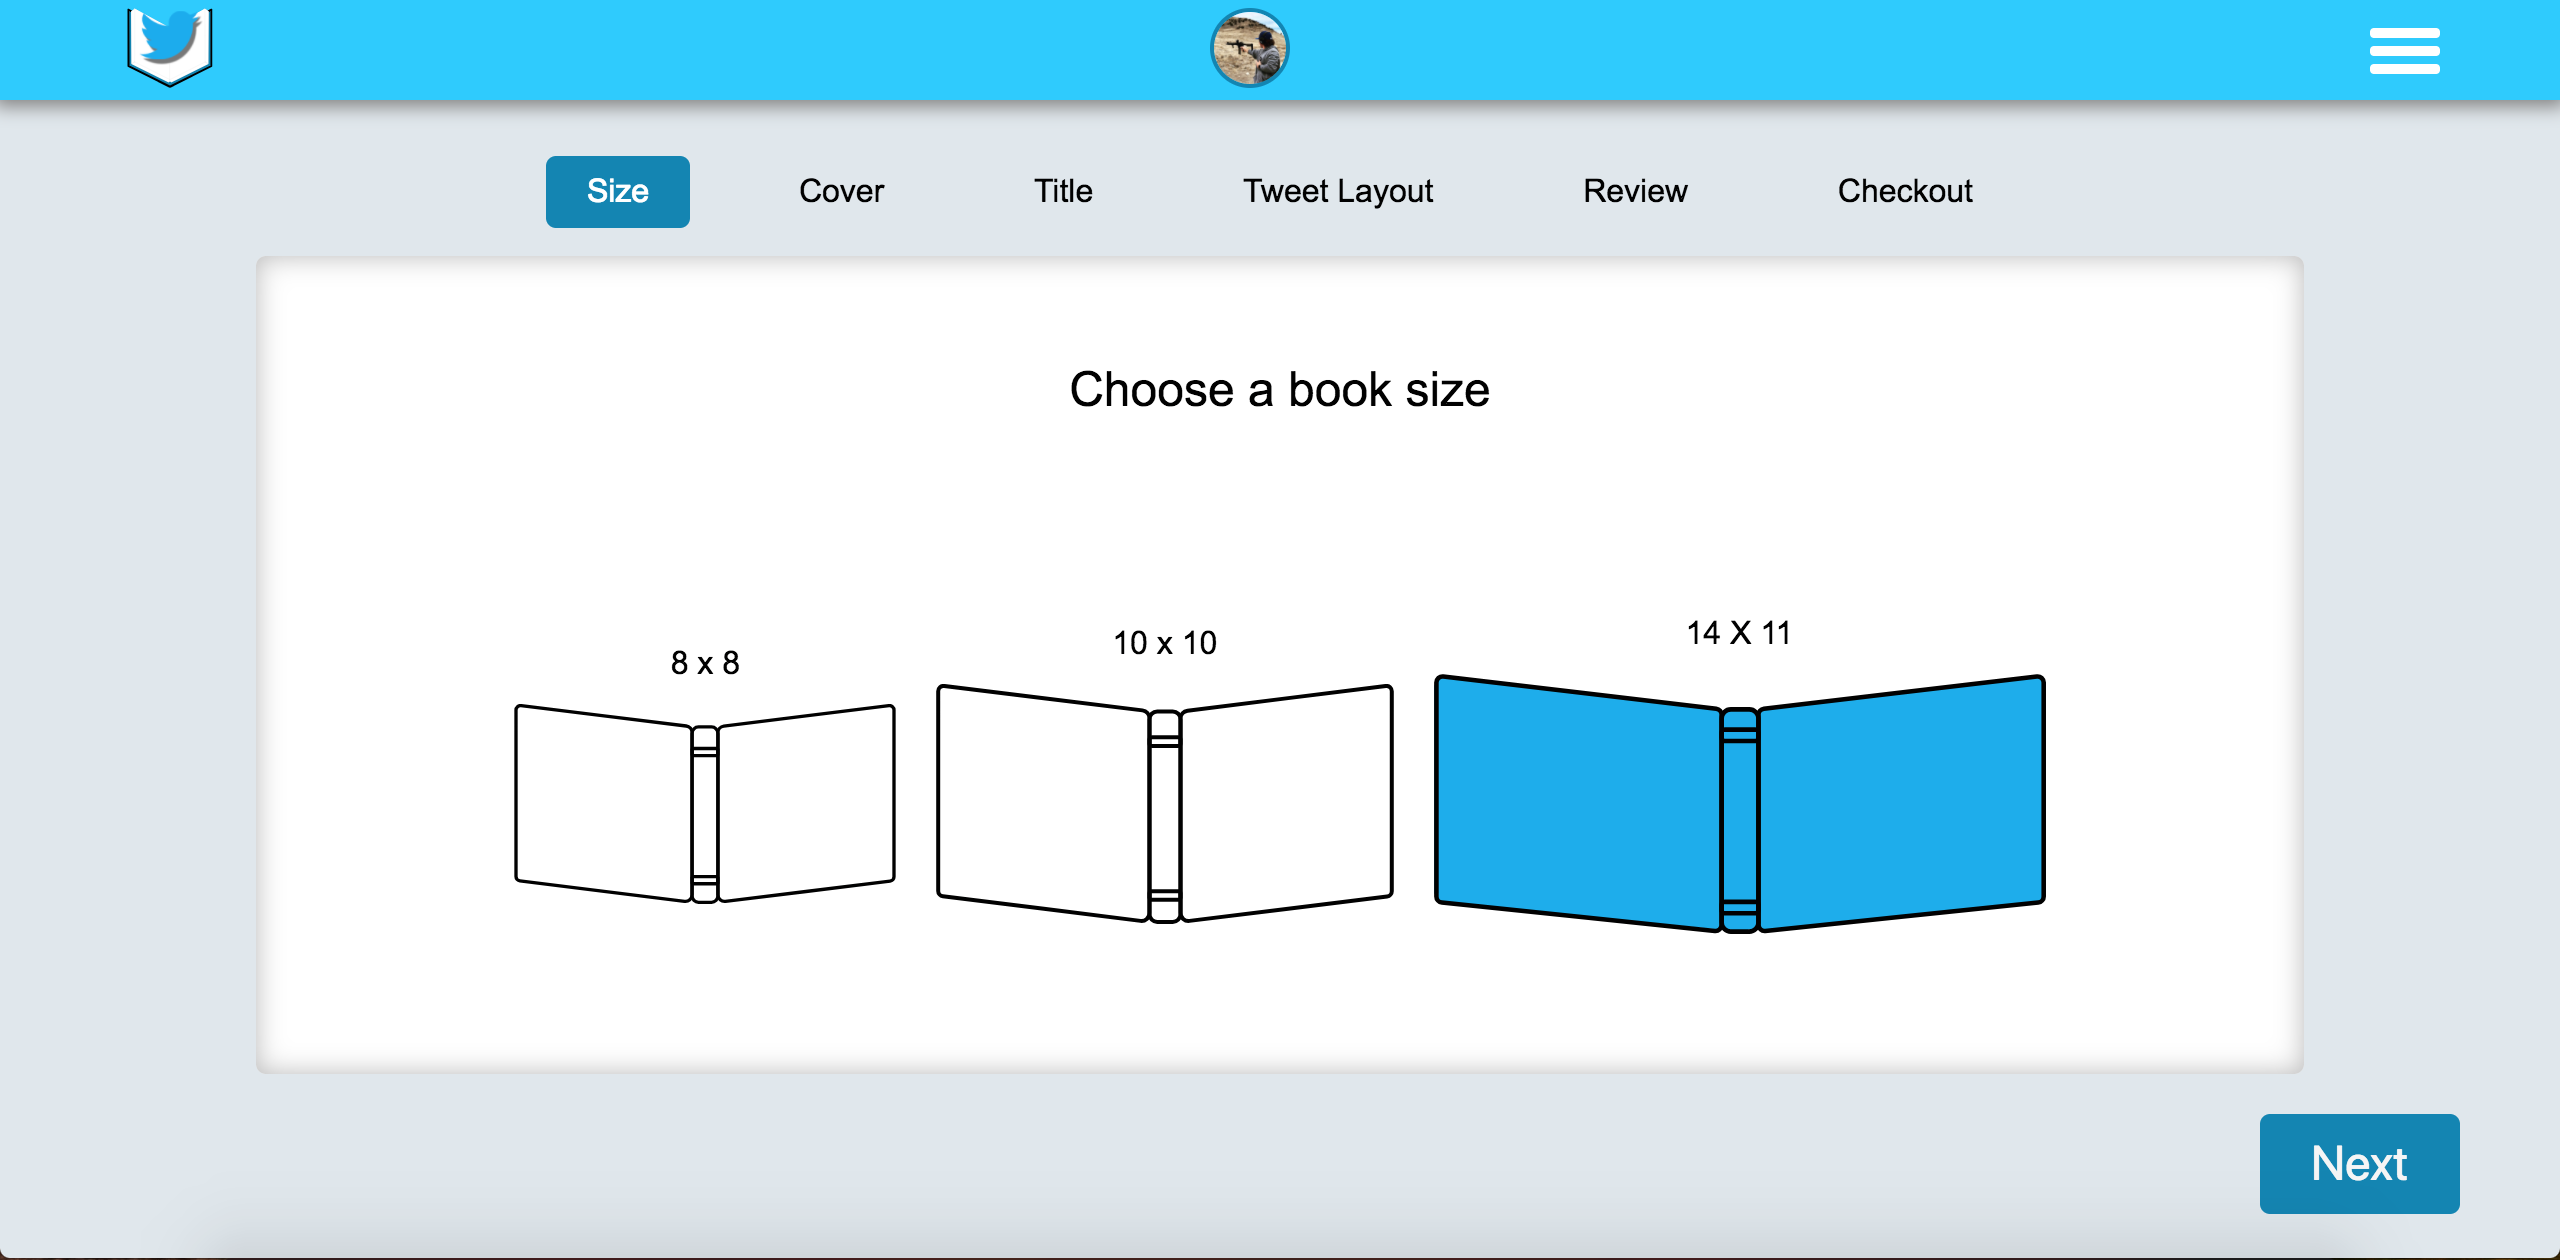 Size Cover Title Tweet Layout Review Checkout
Choose a book size
8 x 8
10 x 10
14 X 11
Next